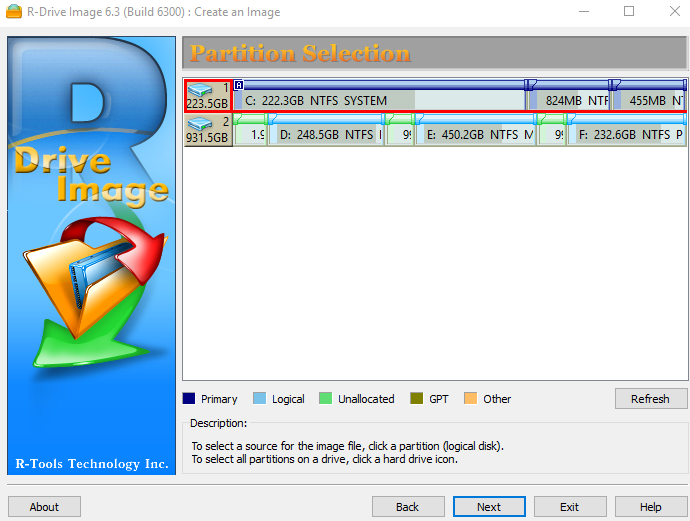 R-Drive Image 6.3 (Build 6300) : Create an Image
Partition Selection
1
223.5GB
A
C: 222.3GB NTFS SYSTEM
824MB NTF
455MB N
2
931.5GB
1.9
D: 248.5GB NTFS
99
E: 450.2GB NTFS M
99
F: 232.6GB NTFS P
Drive
Image
R-Tools Technology Inc.
Primary
Logical
Unallocated
GPT
Other
Refresh
Description:
To select a source for the image file, click a partition (logical disk).
To select all partitions on a drive, click a hard drive icon.
About
Back
Next
Exit
Help